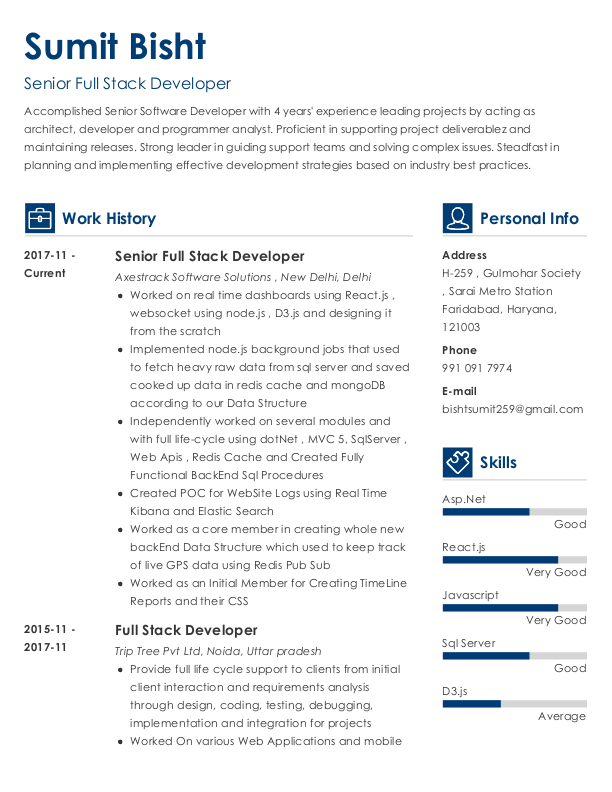 Sumit Bisht
Senior Full Stack Developer
Accomplished Senior Software Developer with 4 years' experience leading projects by acting as
architect, developer and programmer analyst. Proficient in supporting project deliverablez and
maintaining releases. Strong leader in guiding support teams and solving complex issues. Steadfast in
planning and implementing effective development strategies based on industry best practices.
Work History
2017-11 -
Current
Senior Full Stack Developer
Axestrack Software Solutions , New Delhi, Delhi
• Worked on real time dashboards using React.js ,
websocket using node.js , D3.js and designing it
from the scratch
• Implemented node.js background jobs that used
to fetch heavy raw data from sql server and saved
cooked up data in redis cache and mongoDB
according to our Data Structure
• Independently worked on several modules and
with full life-cycle using dotNet , MVC 5, SqlServer ,
Web Apis , Redis Cache and Created Fully
Functional BackEnd Sql Procedures
• Created POC for WebSite Logs using Real Time
Kibana and Elastic Search
• Worked as a core member in creating whole new
backEnd Data Structure which used to keep track
of live GPS data using Redis Pub Sub
• Worked as an Initial Member for Creating TimeLine
Reports and their CSS
2015-11 -
2017-11
Full Stack Developer
Trip Tree Pvt Ltd, Noida, Uttar pradesh
• Provide full life cycle support to clients from initial
client interaction and requirements analysis
through design, coding, testing, debugging,
implementation and integration for projects
• Worked On various Web Applications and mobile
Personal Info
Address
H-259 , Gulmohar Society
, Sarai Metro Station
Faridabad, Haryana,
121003
Phone
991 091 7974
E-mail
bishtsumit259@gmail.com
Skills
Asp.Net
Good
React.js
Very Good
Javascript
Very Good
Sql Server
Good
D3.js
Average